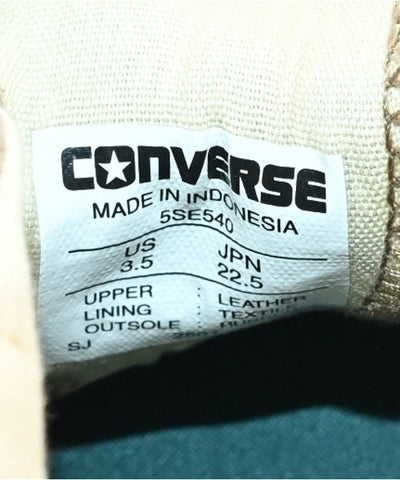 CONVERSE
MADE IN INDONESIA
5SE540
US JPN
3.5 22.5
UPPER : LEATHER
LINING :
OUTSOLE :
SJ